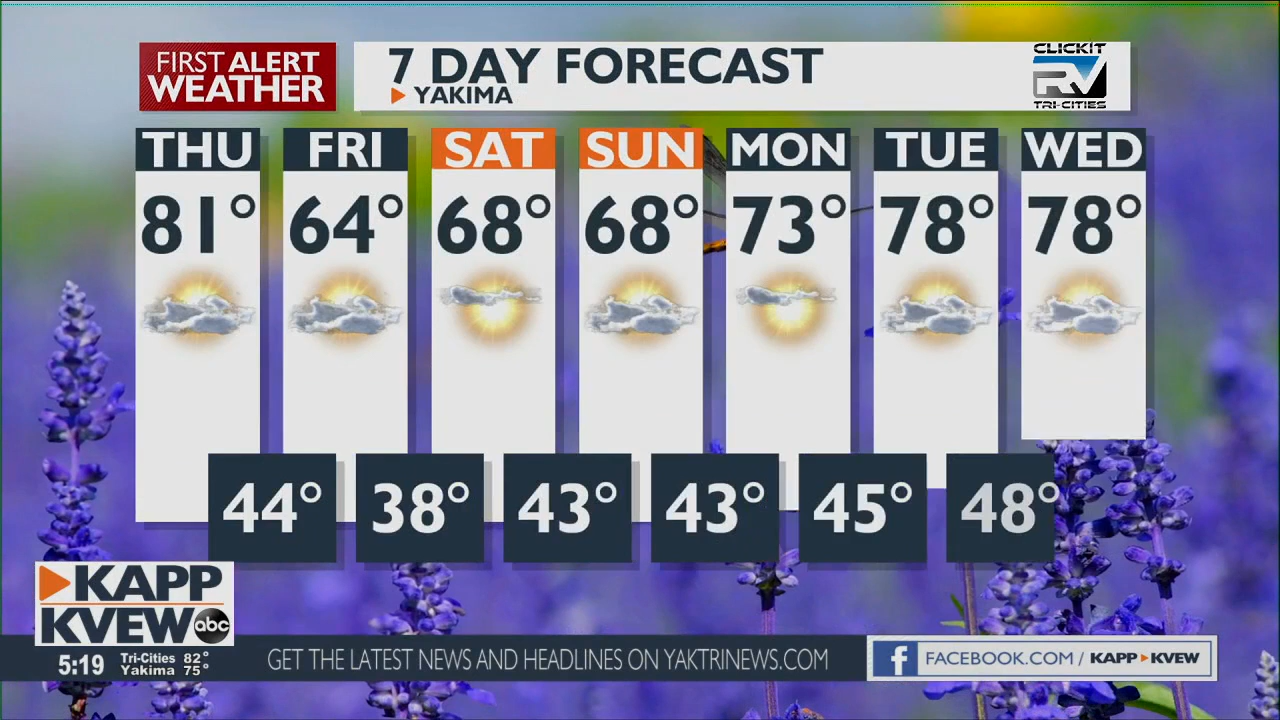 FIRST ALERT
WEATHER
7 DAY FORECAST
YAKIMA
CLICKIT
RV
TRI-CITIES
THU FRI SAT SUN MON TUE WED
81° 64° 68° 68° 73° 78° 78°
44° 38° 43° 43° 45° 48°
KAPP
KVEW abc
5:19 Tri-Cities 82°
Yakima 75°
GET THE LATEST NEWS AND HEADLINES ON YAKTRINEWS.COM
f FACEBOOK.COM / KAPP KVEW